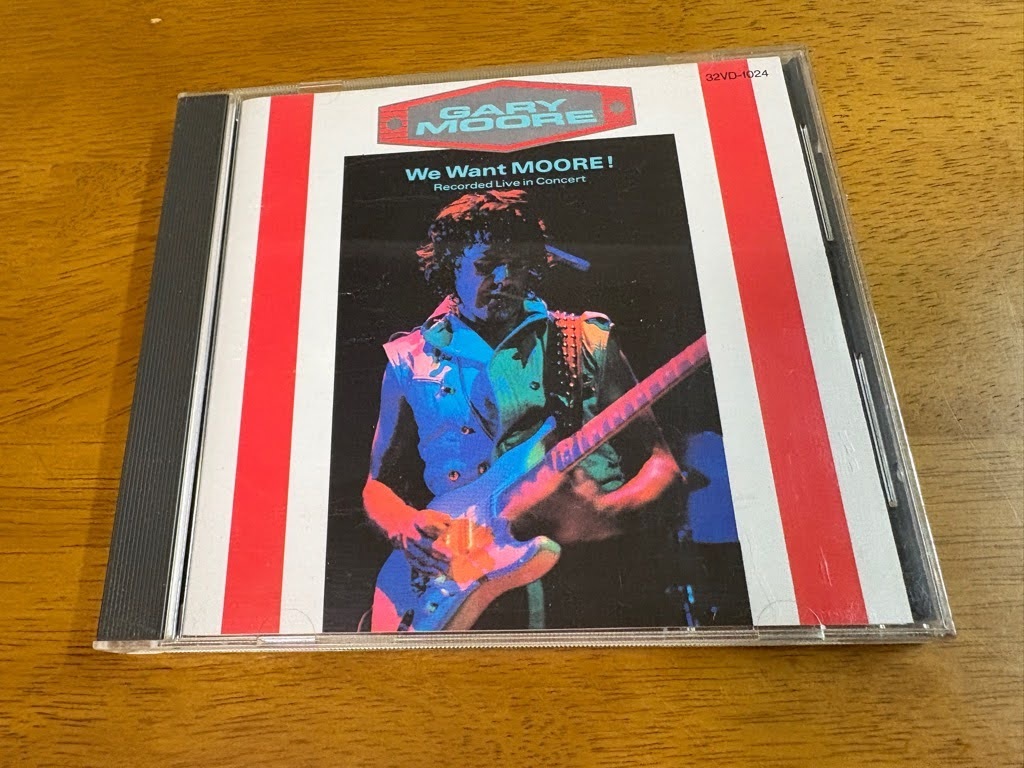 32VD-1024
GARY
MOORE
We Want MOORE!
Recorded Live in Concert